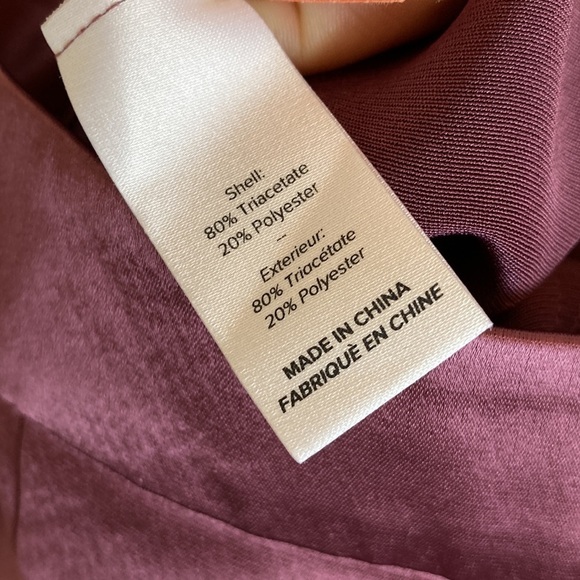 Shell:
80% Triacetate
20% Polyester
–
Exterieur:
80% Triacétate
20% Polyester
MADE IN CHINA
FABRIQUÈ EN CHINE